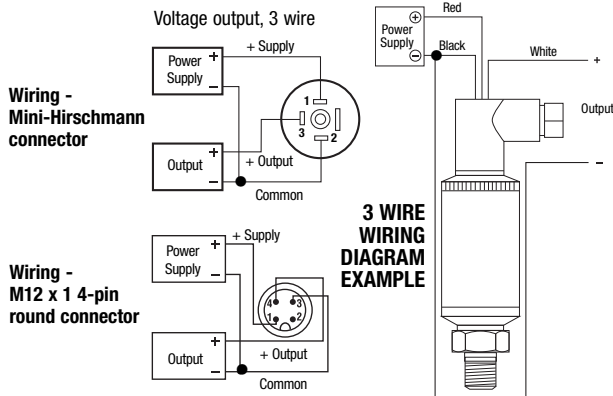 Voltage output, 3 wire
Wiring -
Mini-Hirschmann
connector
Power
Supply
+
−
+ Supply
1
3
2
Output
+
−
+ Output
Common
Wiring -
M12 x 1 4-pin
round connector
Power
Supply
+
−
+ Supply
4
3
1
2
Output
+
−
+ Output
Common
Power
Supply
+
−
Red
Black
White
+
Output
−
3 WIRE
WIRING
DIAGRAM
EXAMPLE